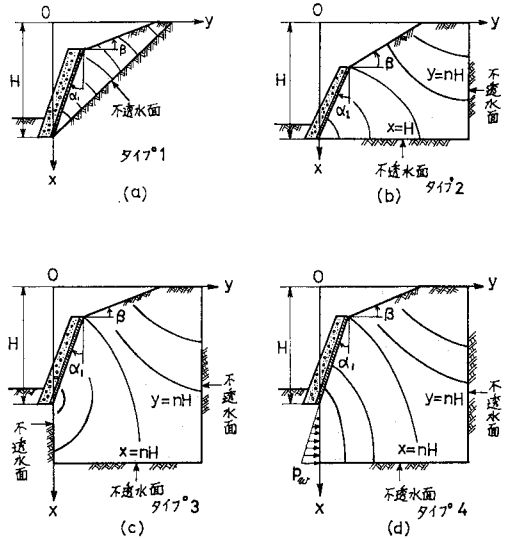 O
y
H
β
α₁
不透水面
x
タイプ1
(a)
O
y
H
β
y=nH
α₁
x=H
不透水面
不透水面
x
タイプ2
(b)
O
y
H
β
α₁
y=nH
不透水面
不透水面
x=nH
不透水面
x
タイプ3
(c)
O
y
H
β
α₁
y=nH
不透水面
x=nH
Pw
不透水面
x
タイプ4
(d)